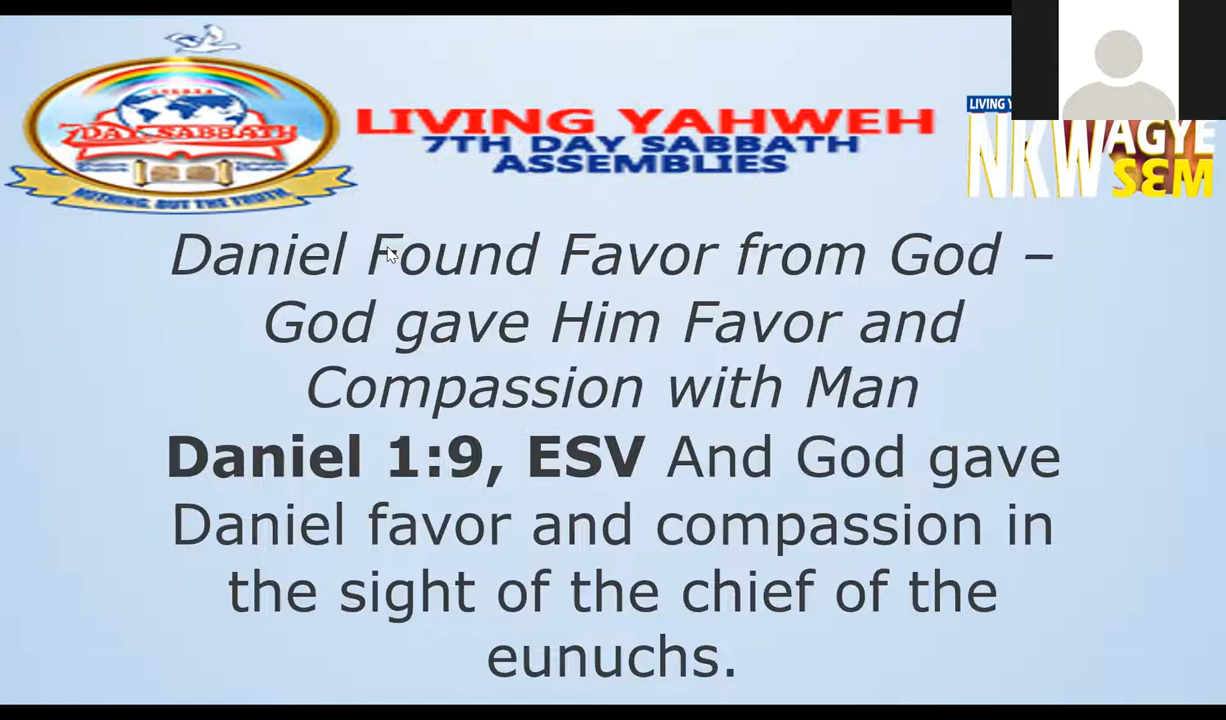 7DAY SABBATH
NOTHING, BUT THE TRUTH
LIVING YAHWEH
7TH DAY SABBATH
ASSEMBLIES
LIVING Y
NKWAGYE
SƐM
Daniel Found Favor from God –
God gave Him Favor and
Compassion with Man
Daniel 1:9, ESV And God gave
Daniel favor and compassion in
the sight of the chief of the
eunuchs.